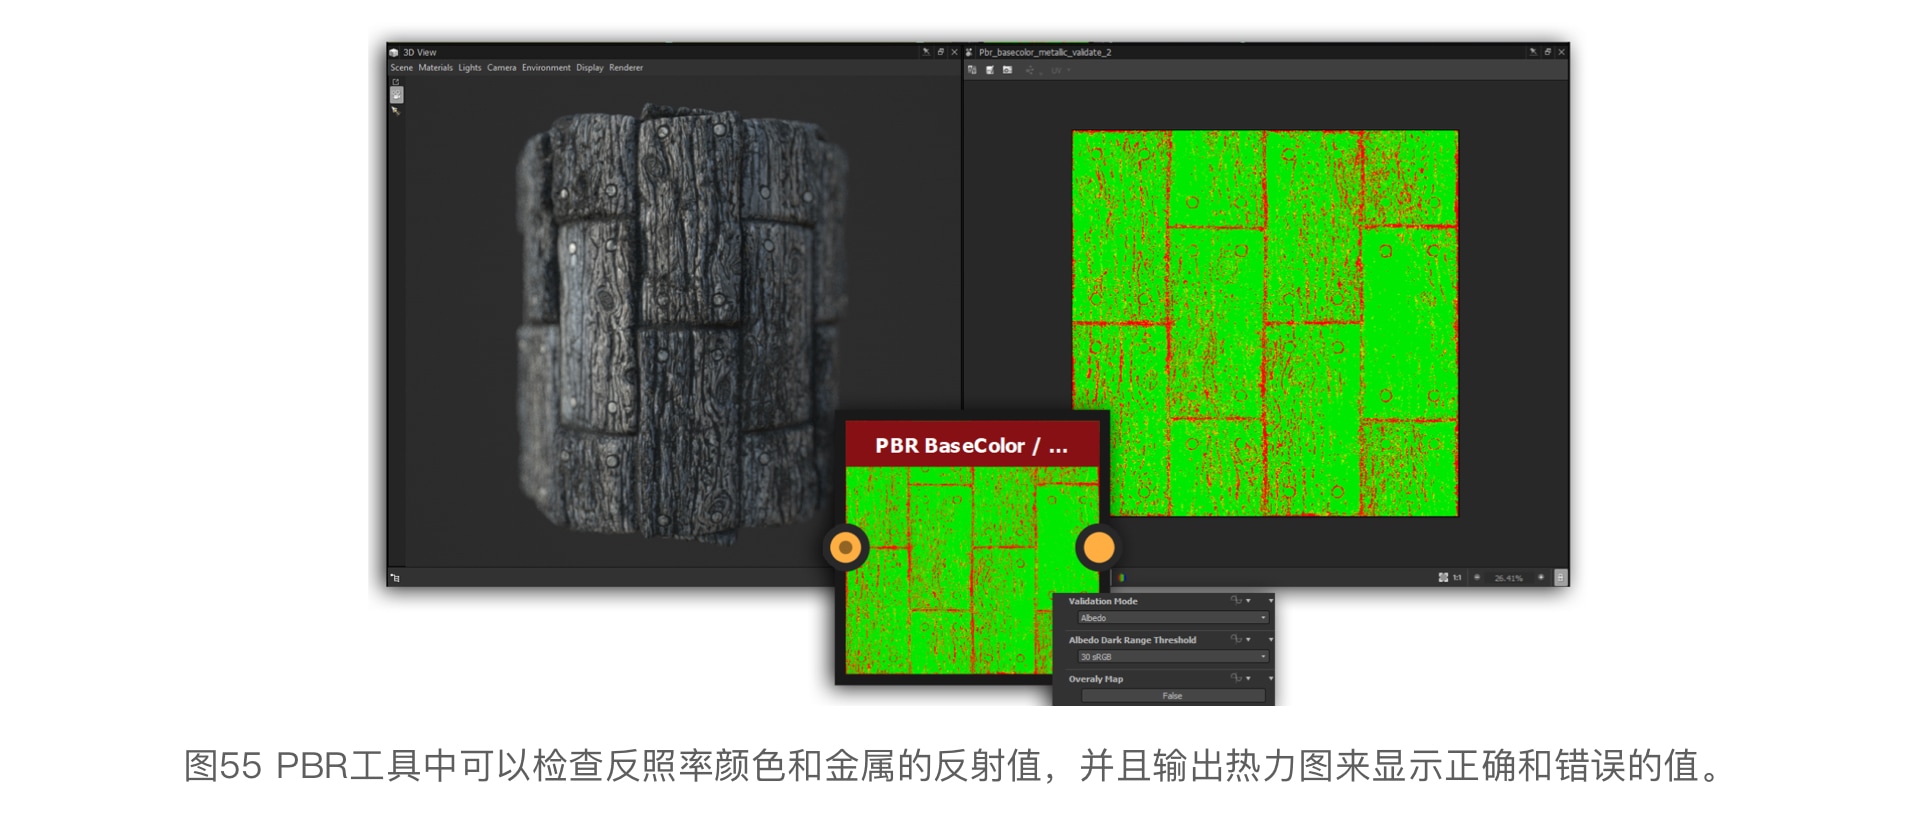 3D View
Scene Materials Lights Camera Environment Display Renderer
Pbr_basecolor_metallic_validate_2
UV
PBR BaseColor / ...
1:1 26.41%
Validation Mode
Albedo
Albedo Dark Range Threshold
30 sRGB
Overaly Map
False
图55 PBR工具中可以检查反照率颜色和金属的反射值，并且输出热力图来显示正确和错误的值。